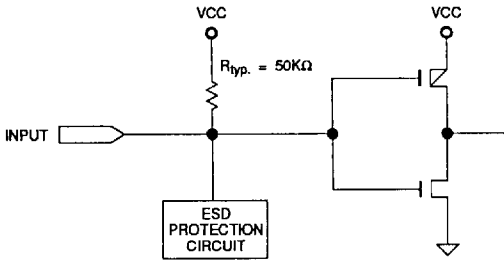 VCC
VCC
Rtyp. = 50KΩ
INPUT
ESD
PROTECTION
CIRCUIT